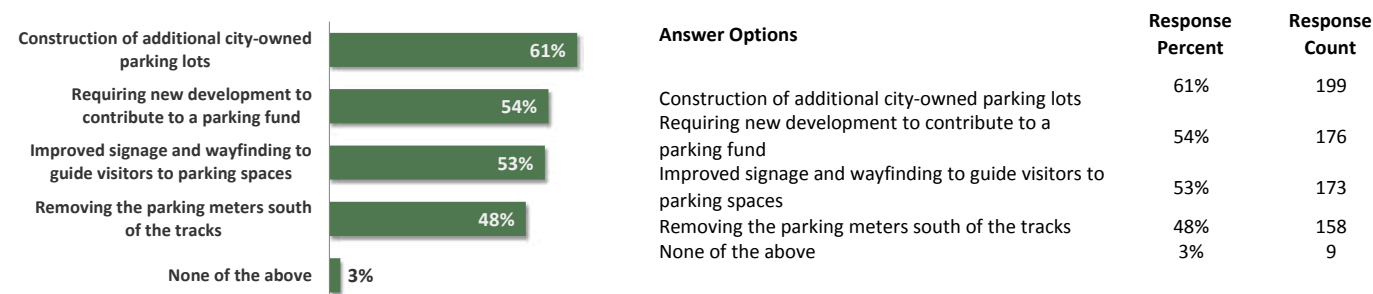 Construction of additional city-owned
parking lots
61%
Requiring new development to
contribute to a parking fund
54%
Improved signage and wayfinding to
guide visitors to parking spaces
53%
Removing the parking meters south
of the tracks
48%
None of the above
3%
Answer Options
Response
Percent
Response
Count
Construction of additional city-owned parking lots
61%
199
Requiring new development to contribute to a
parking fund
54%
176
Improved signage and wayfinding to guide visitors to
parking spaces
53%
173
Removing the parking meters south of the tracks
48%
158
None of the above
3%
9